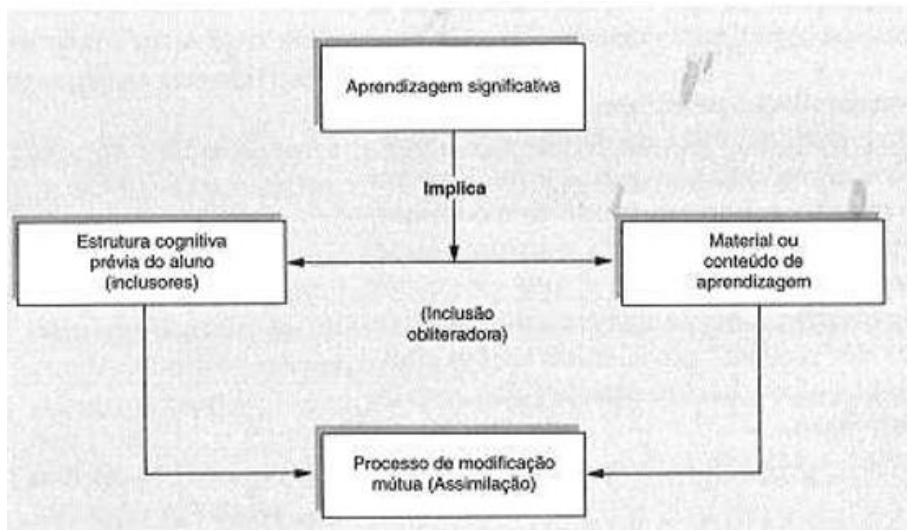 Aprendizagem significativa
Implica
Estrutura cognitiva
prévia do aluno
(inclusores)
Material ou
conteúdo de
aprendizagem
(Inclusão
obliteradora)
Processo de modificação
mútua (Assimilação)